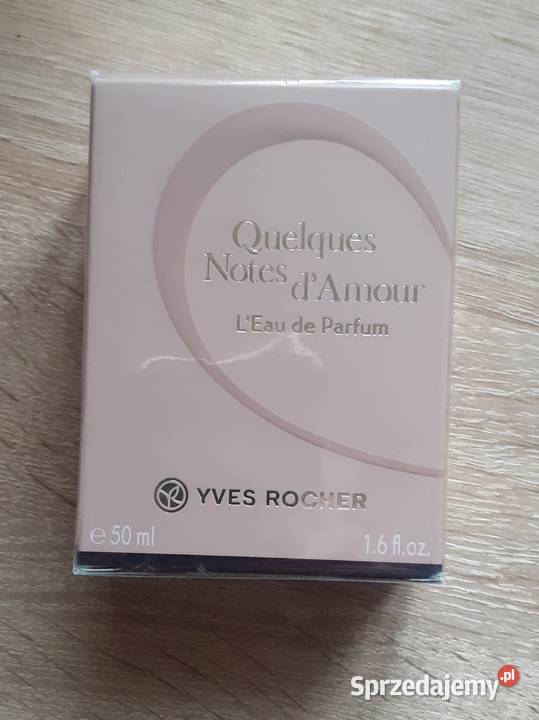 Quelques
Notes d'Amour
L'Eau de Parfum
YVES ROCHER
e 50 ml
1.6 fl.oz.
Sprzedajemy.pl